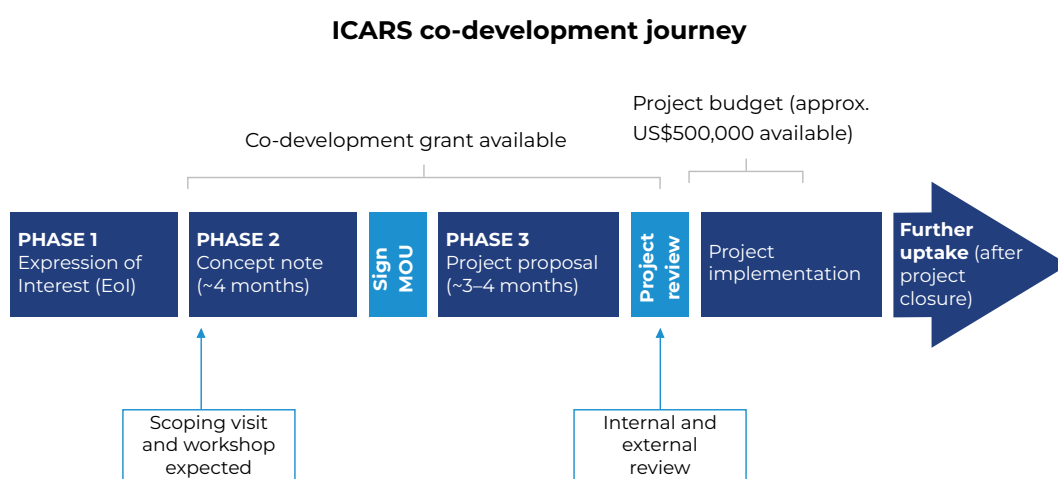 ICARS co-development journey
Co-development grant available
Project budget (approx.
US$500,000 available)
PHASE 1
Expression of
Interest (EoI)
PHASE 2
Concept note
(~4 months)
Sign
MOU
PHASE 3
Project proposal
(~3–4 months)
Project
review
Project
implementation
Further
uptake (after
project
closure)
Scoping visit
and workshop
expected
Internal and
external
review